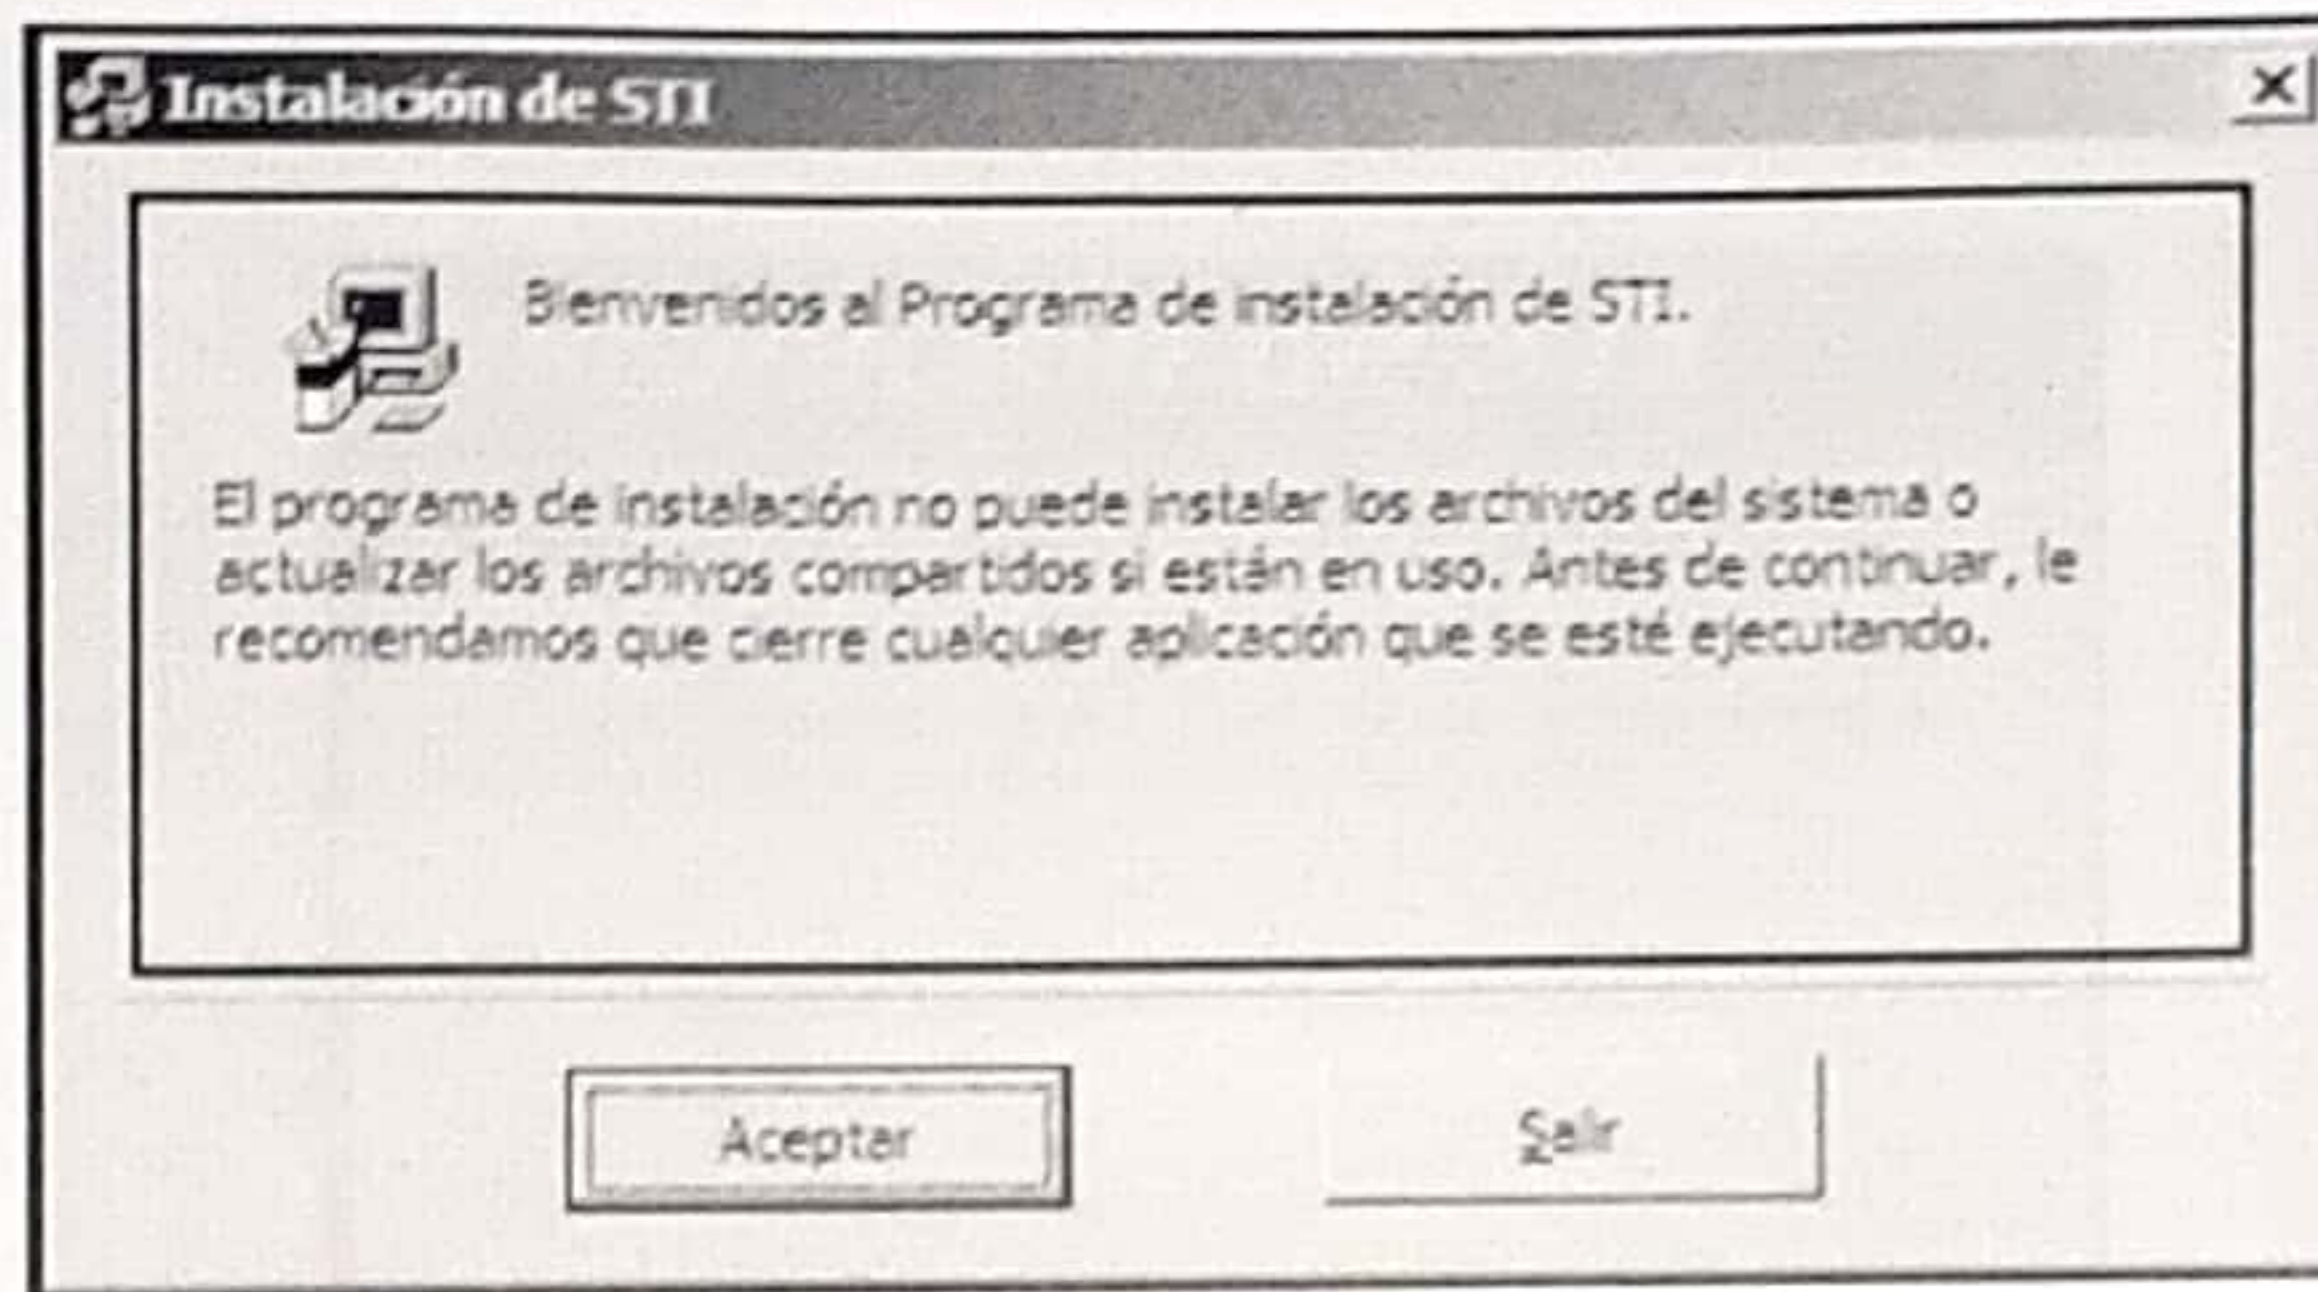 Instalación de STI
Bienvenidos al Programa de instalación de STI.
El programa de instalación no puede instalar los archivos del sistema o
actualizar los archivos compartidos si están en uso. Antes de continuar, le
recomendamos que cierre cualquier aplicación que se esté ejecutando.
Aceptar
Salir